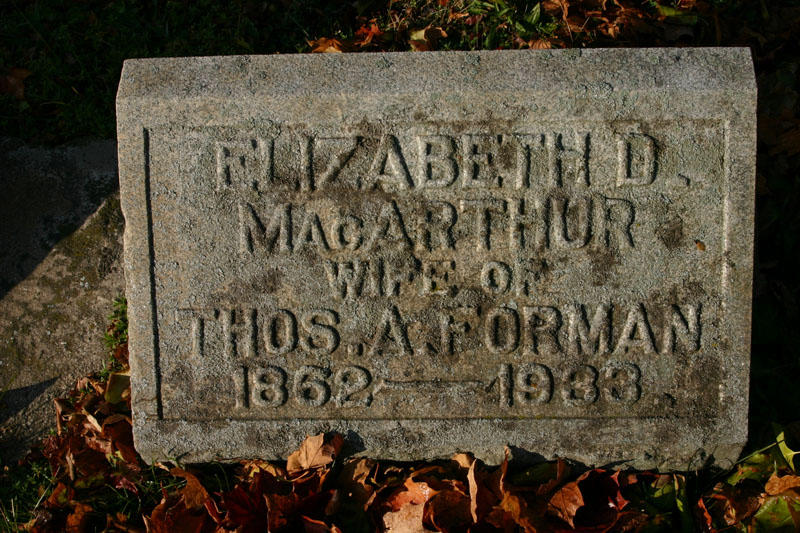 ELIZABETH D.
MACARTHUR
WIFE OF
THOS. A. FORMAN
1862 — 1933.